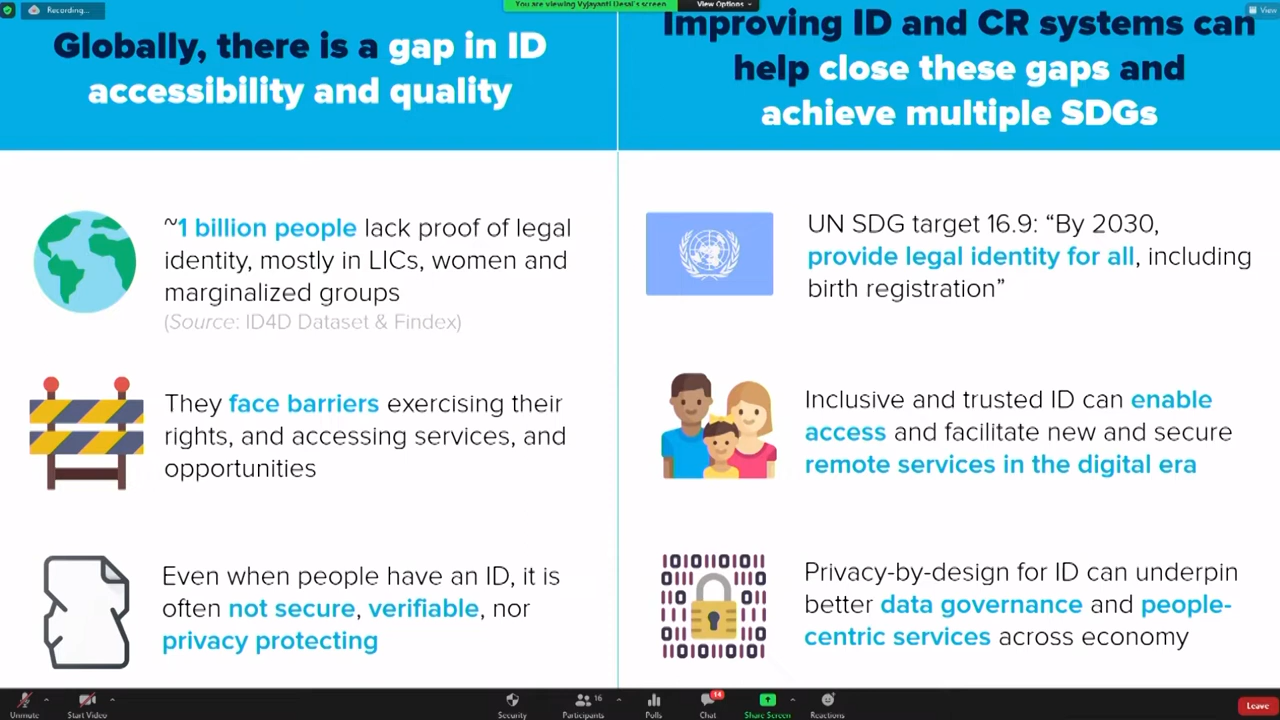 Recording...
You are viewing Vyjayanti Desai's screen
View Options
View
Globally, there is a gap in ID
accessibility and quality
~1 billion people lack proof of legal
identity, mostly in LICs, women and
marginalized groups
(Source: ID4D Dataset & Findex)
They face barriers exercising their
rights, and accessing services, and
opportunities
Even when people have an ID, it is
often not secure, verifiable, nor
privacy protecting
Improving ID and CR systems can
help close these gaps and
achieve multiple SDGs
UN SDG target 16.9: “By 2030,
provide legal identity for all, including
birth registration”
Inclusive and trusted ID can enable
access and facilitate new and secure
remote services in the digital era
Privacy-by-design for ID can underpin
better data governance and people-
centric services across economy
Unmute
Start Video
Security
16
Participants
Polls
14
Chat
Share Screen
Reactions
Leave